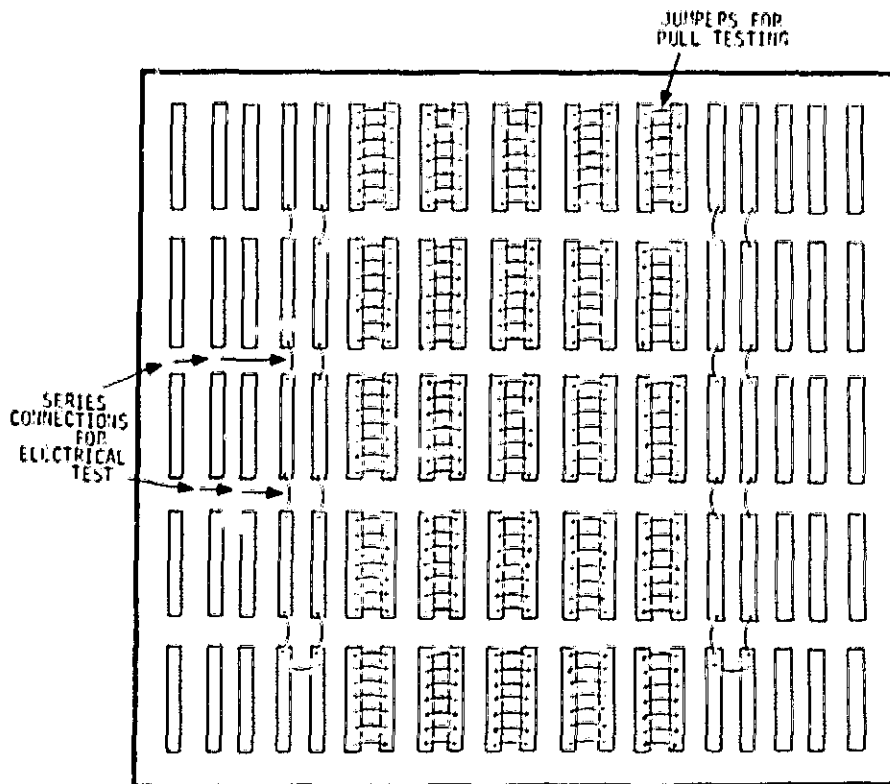 JUMPERS FOR
PULL TESTING
SERIES
CONNECTIONS
FOR
ELECTRICAL
TEST